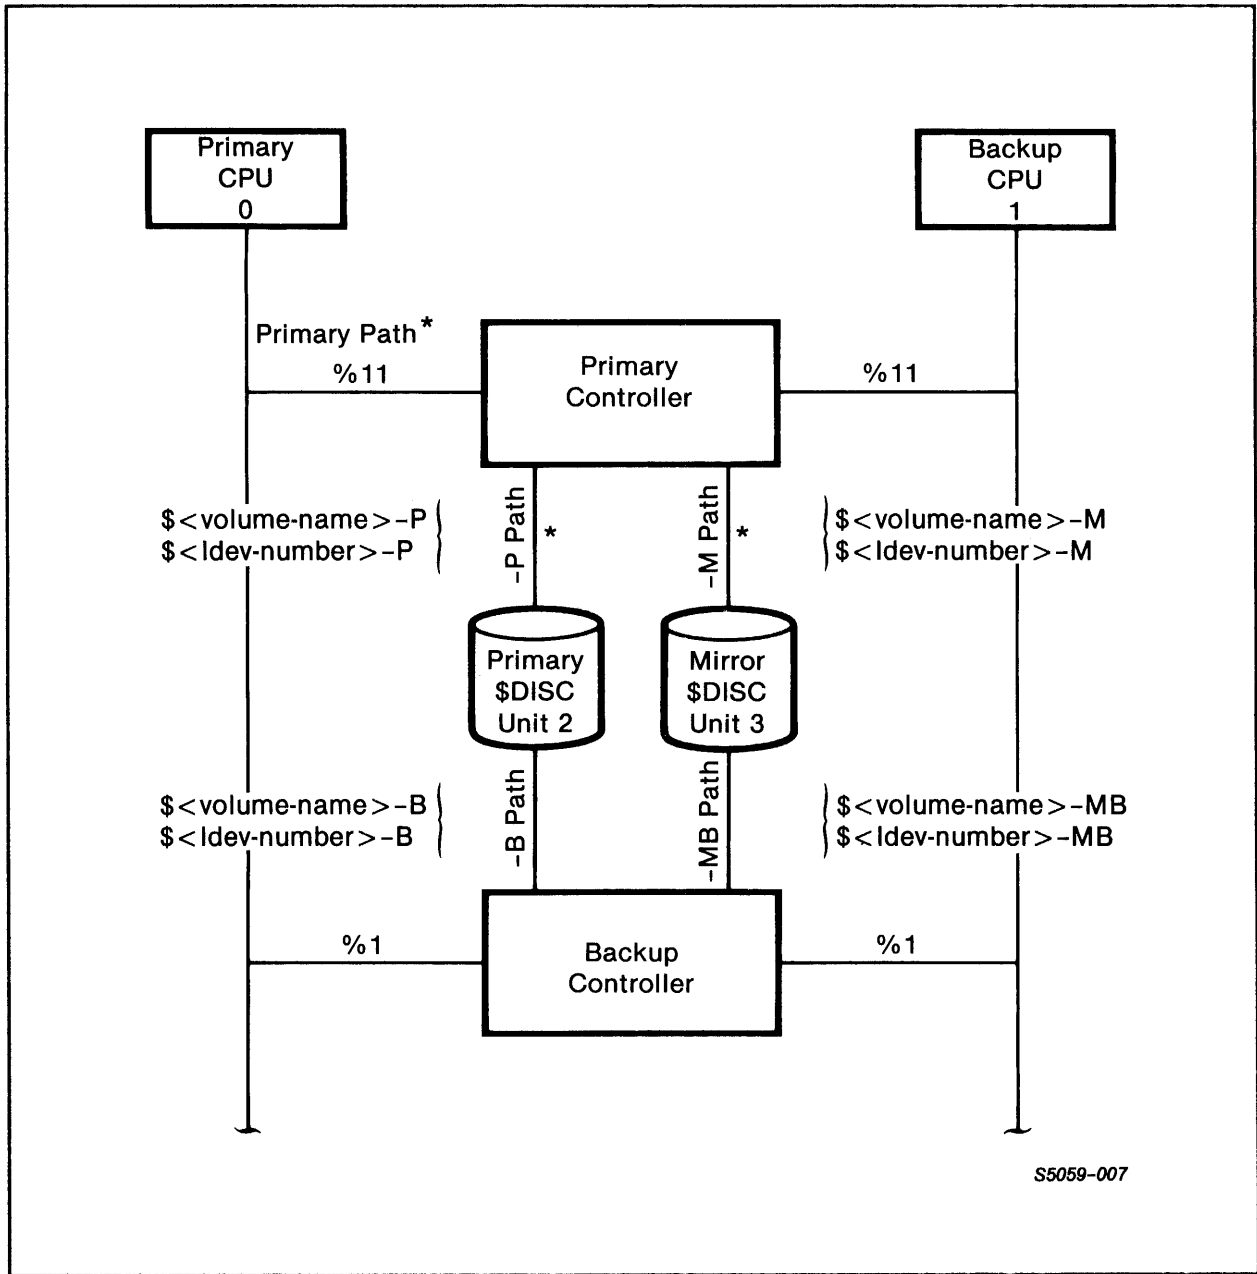 Primary
CPU
0
Backup
CPU
1
Primary Path*
%11
Primary
Controller
%11
$<volume-name>-P
$<ldev-number>-P
-P Path
*
-M Path
*
$<volume-name>-M
$<ldev-number>-M
Primary
$DISC
Unit 2
Mirror
$DISC
Unit 3
$<volume-name>-B
$<ldev-number>-B
-B Path
-MB Path
$<volume-name>-MB
$<ldev-number>-MB
%1
Backup
Controller
%1
S5059-007